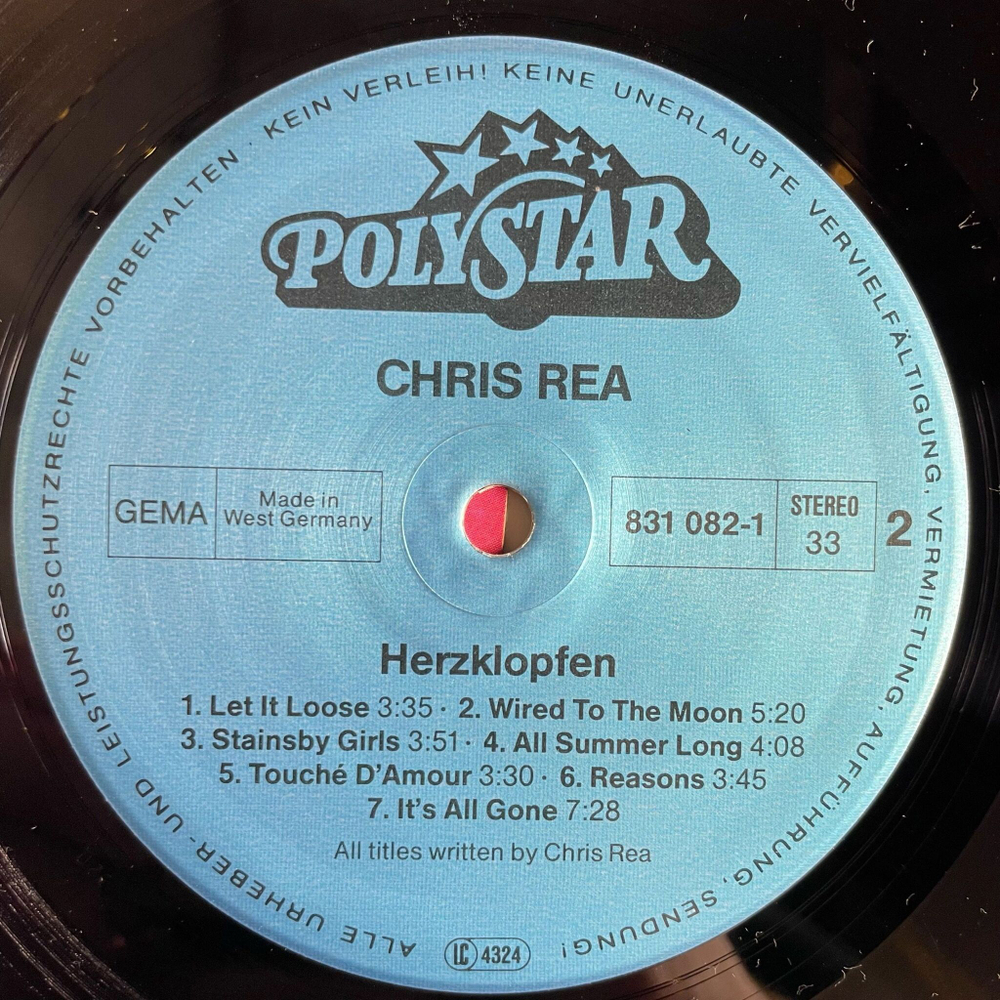 ALLE URHEBER- UND LEISTUNGSSCHUTZRECHTE VORBEHALTEN · KEIN VERLEIH! KEINE UNERLAUBTE VERVIELFÄLTIGUNG, VERMIETUNG, AUFFÜHRUNG, SENDUNG!
POLYSTAR
CHRIS REA
GEMA
Made in
West Germany
831 082-1
STEREO
33
2
Herzklopfen
1. Let It Loose 3:35 · 2. Wired To The Moon 5:20
3. Stainsby Girls 3:51 · 4. All Summer Long 4:08
5. Touché D'Amour 3:30 · 6. Reasons 3:45
7. It's All Gone 7:28
All titles written by Chris Rea
LC 4324